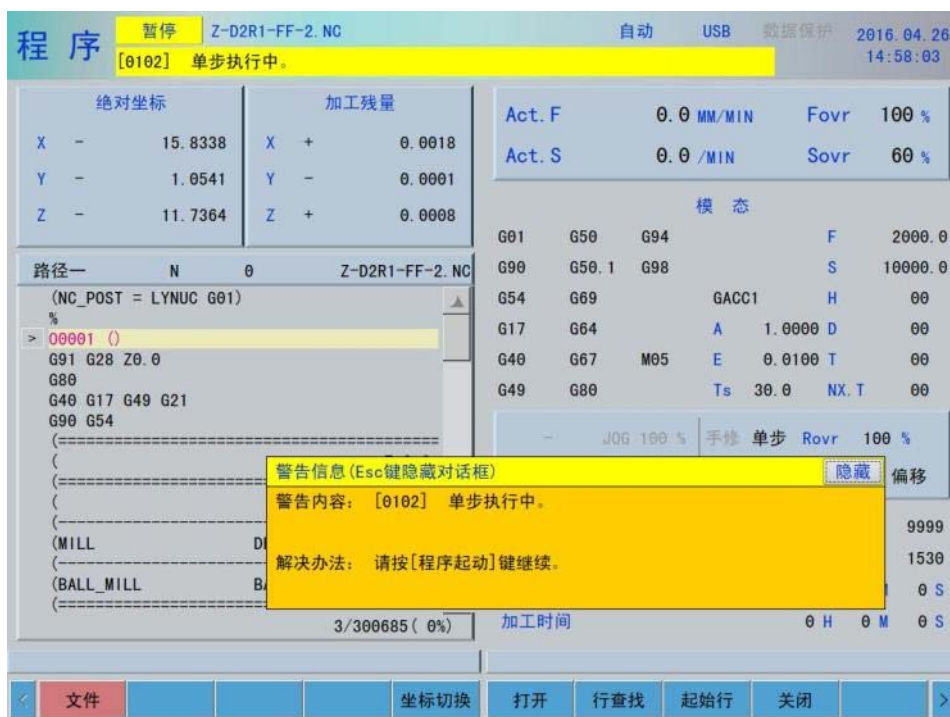 程 序
暂停 Z-D2R1-FF-2.NC 自动 USB 数据保护 2016.04.26
[0102] 单步执行中。 14:58:03
绝对坐标 加工残量
X - 15.8338 X + 0.0018
Y - 1.0541 Y - 0.0001
Z - 11.7364 Z + 0.0008
Act.F 0.0 MM/MIN Fovr 100 %
Act.S 0.0 /MIN Sovr 60 %
模 态
G01 G50 G94 F 2000.0
G90 G50.1 G98 S 10000.0
G54 G69 GACC1 H 00
G17 G64 A 1.0000 D 00
G40 G67 M05 E 0.0100 T 00
G49 G80 Ts 30.0 NX.T 00
路径一 N 0 Z-D2R1-FF-2.NC
(NC_POST = LYNUC G01)
%
> O0001 ()
G91 G28 Z0.0
G80
G40 G17 G49 G21
G90 G54
(=========================================
(
(=========================
(
(-------------------------
(MILL
(-------------------------
(BALL_MILL
(=========================
3/300685( 0%)
- JOG 100 % 手修 单步 Rovr 100 %
偏移
9999
1530
0 S
加工时间 0 H 0 M 0 S
警告信息(Esc键隐藏对话框) 隐藏
警告内容: [0102] 单步执行中。
解决办法: 请按[程序起动]键继续。
< 文件 坐标切换 打开 行查找 起始行 关闭 >